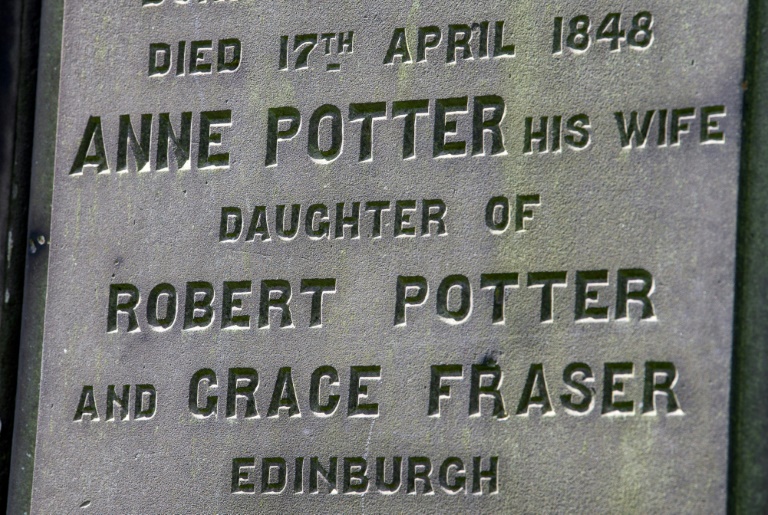 DIED 17TH APRIL 1848
ANNE POTTER HIS WIFE
DAUGHTER OF
ROBERT POTTER
AND GRACE FRASER
EDINBURGH